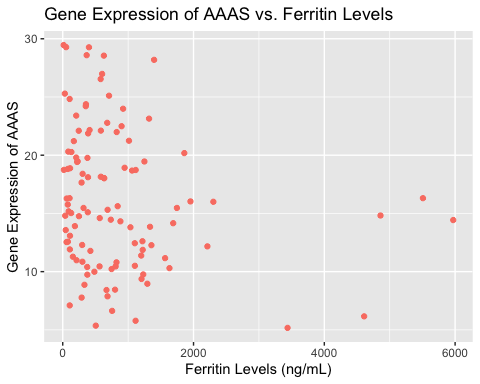 Gene Expression of AAAS vs. Ferritin Levels
30
20
10
Gene Expression of AAAS
0
2000
4000
6000
Ferritin Levels (ng/mL)